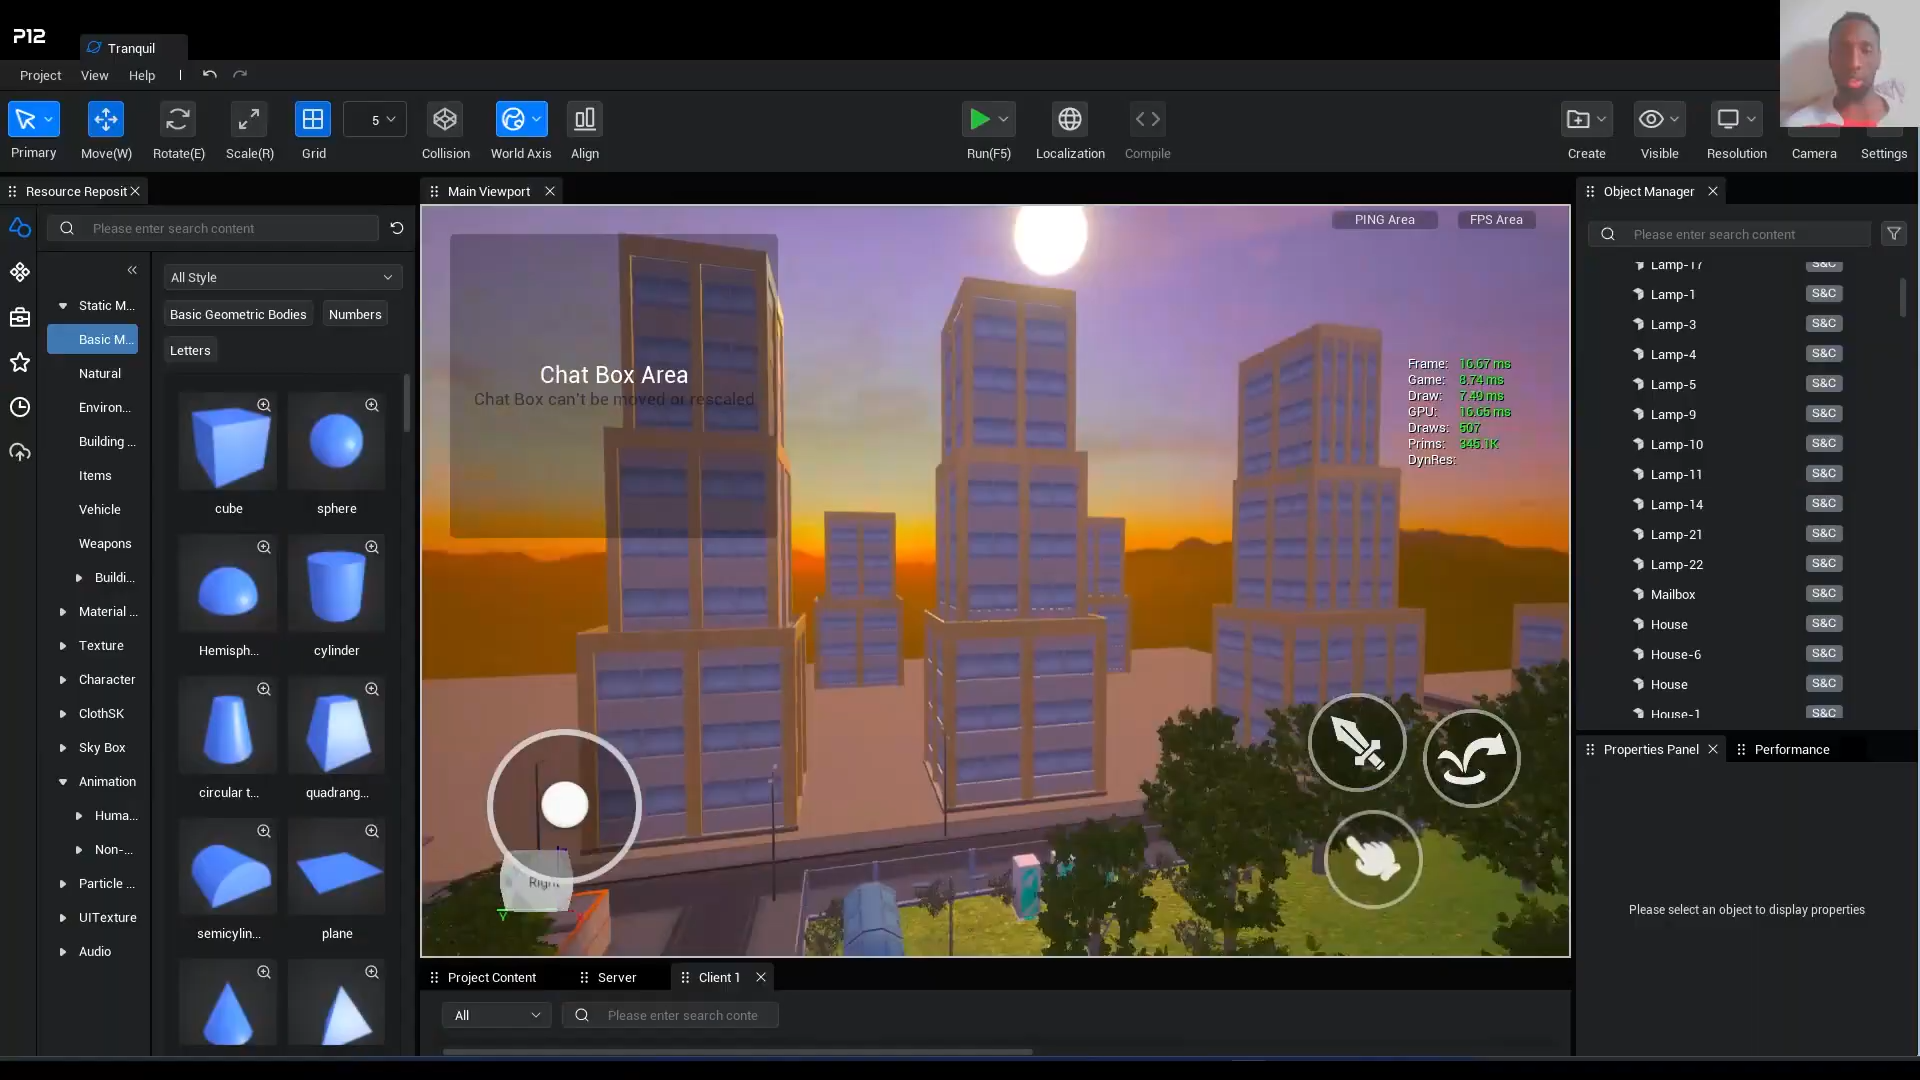 P12
Tranquil
Project View Help
5
Primary Move(W) Rotate(E) Scale(R) Grid Collision World Axis Align Run(F5) Localization Compile Create Visible Resolution Camera Settings
Resource Reposit
Please enter search content
All Style
Basic Geometric Bodies Numbers
Letters
Static M...
Basic M...
Natural
Environ...
Building ...
Items
Vehicle
Weapons
Buildi...
Material ...
Texture
Character
ClothSK
Sky Box
Animation
Huma...
Non-...
Particle ...
UITexture
Audio
cube sphere
Hemisph... cylinder
circular t... quadrang...
semicylin... plane
Main Viewport
PING Area FPS Area
Chat Box Area
Chat Box can't be moved or rescaled
Frame: 16.67 ms
Game: 8.74 ms
Draw: 7.49 ms
GPU: 16.65 ms
Draws: 507
Prims: 345.1K
DynRes:
Right
Y
Project Content Server Client 1
All Please enter search conte
Object Manager
Please enter search content
Lamp-17 S&C
Lamp-1 S&C
Lamp-3 S&C
Lamp-4 S&C
Lamp-5 S&C
Lamp-9 S&C
Lamp-10 S&C
Lamp-11 S&C
Lamp-14 S&C
Lamp-21 S&C
Lamp-22 S&C
Mailbox S&C
House S&C
House-6 S&C
House S&C
House-1 S&C
Properties Panel Performance
Please select an object to display properties